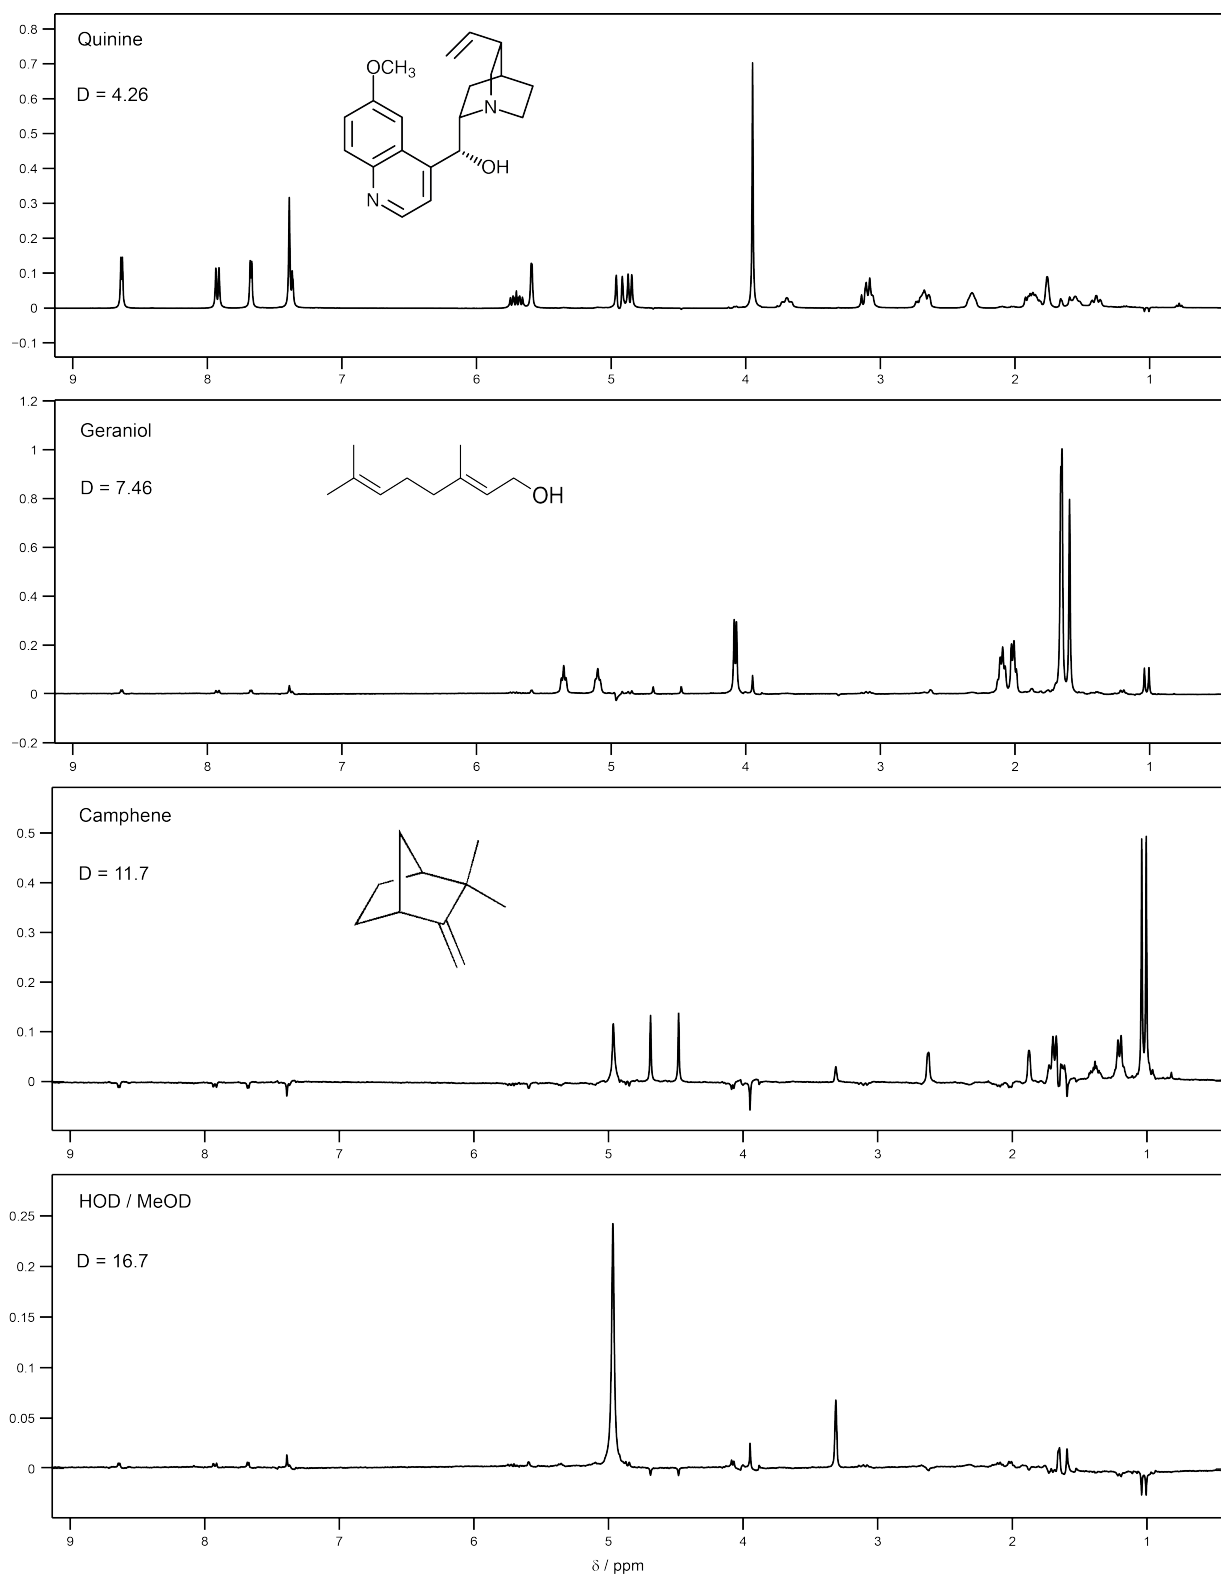 Quinine
D = 4.26
OCH3
N
OH
N
0.8
0.7
0.6
0.5
0.4
0.3
0.2
0.1
0
−0.1
9 8 7 6 5 4 3 2 1
Geraniol
D = 7.46
OH
1.2
1
0.8
0.6
0.4
0.2
0
−0.2
9 8 7 6 5 4 3 2 1
Camphene
D = 11.7
0.5
0.4
0.3
0.2
0.1
0
9 8 7 6 5 4 3 2 1
HOD / MeOD
D = 16.7
0.25
0.2
0.15
0.1
0.05
0
9 8 7 6 5 4 3 2 1
δ / ppm